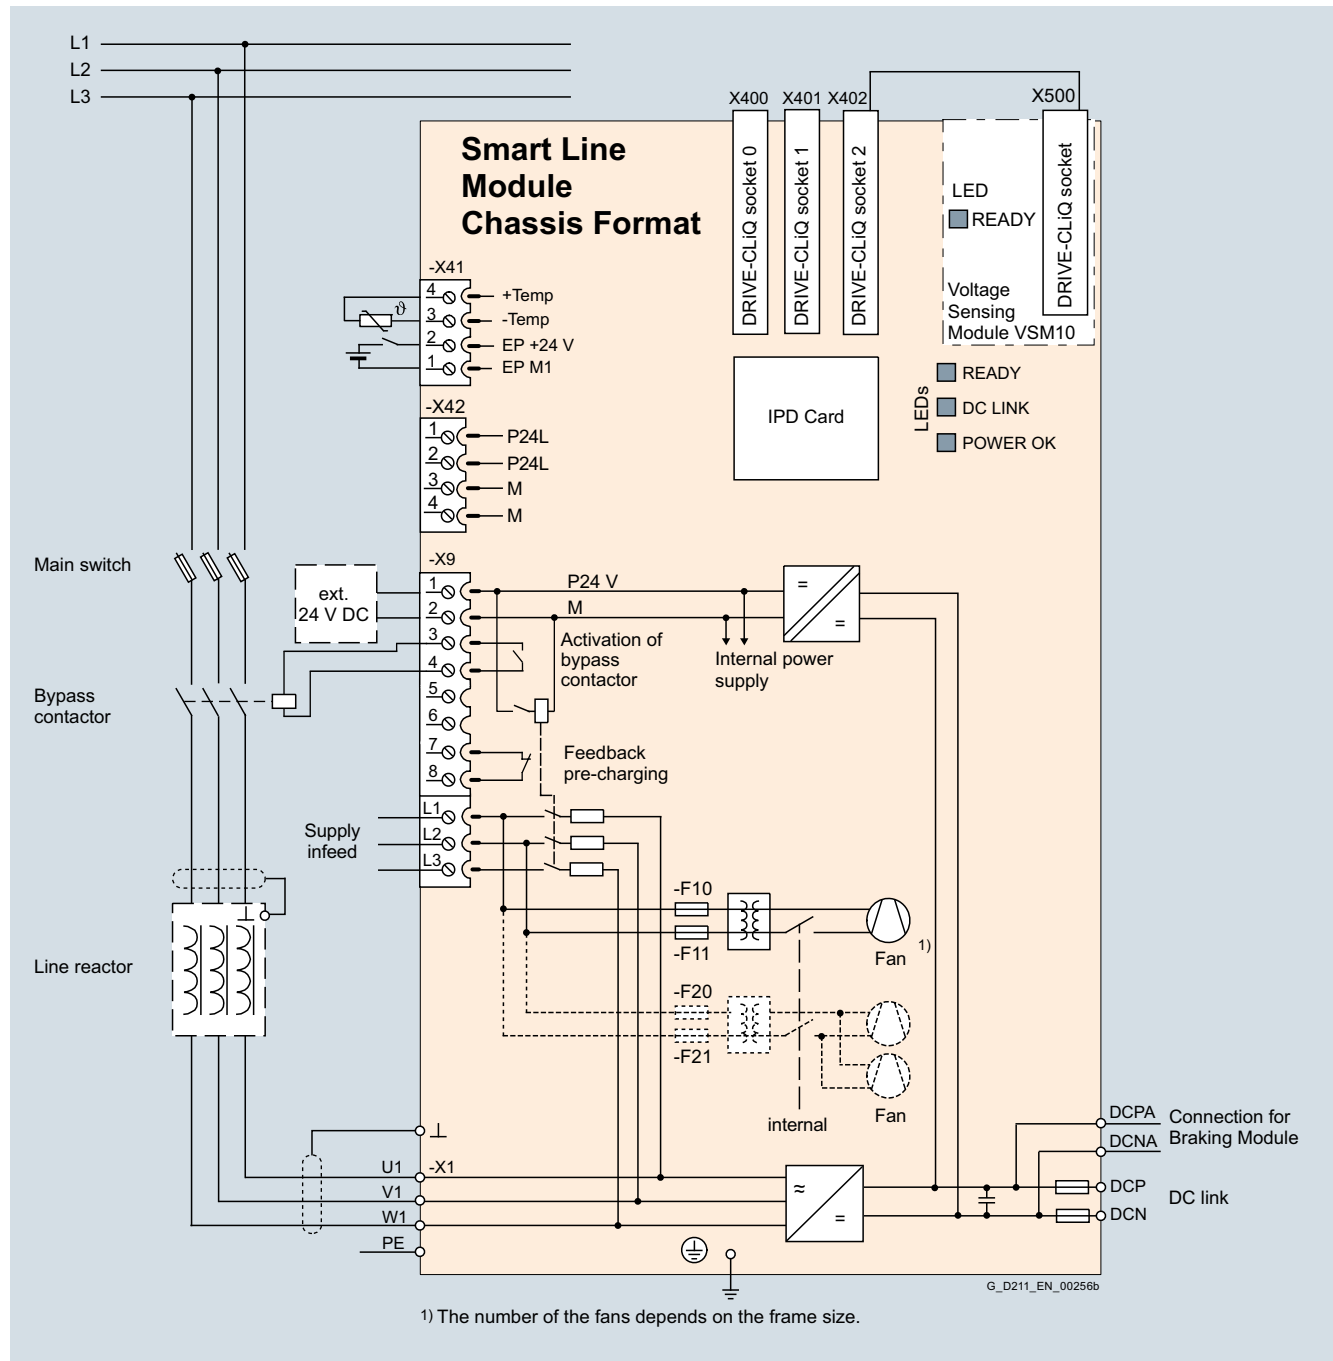 L1
L2
L3
X400 X401 X402
X500
Smart Line
Module
Chassis Format
DRIVE-CLiQ socket 0
DRIVE-CLiQ socket 1
DRIVE-CLiQ socket 2
DRIVE-CLiQ socket
LED
READY
Voltage
Sensing
Module VSM10
-X41
4 +Temp
ϑ
3 -Temp
2 EP +24 V
1 EP M1
IPD Card
LEDs
READY
DC LINK
POWER OK
-X42
1 P24L
2 P24L
3 M
4 M
Main switch
-X9
ext.
24 V DC
1 P24 V
2 M
3
4
5
6
7
8
=
=
Activation of
bypass
contactor
Internal power
supply
Bypass
contactor
Feedback
pre-charging
Supply
infeed
L1
L2
L3
-F10
-F11
Fan
1)
Line reactor
-F20
-F21
Fan
internal
DCPA
DCNA
Connection for
Braking Module
U1 -X1
V1
W1
PE
≈
=
DCP
DCN
DC link
G_D211_EN_00256b
1) The number of the fans depends on the frame size.